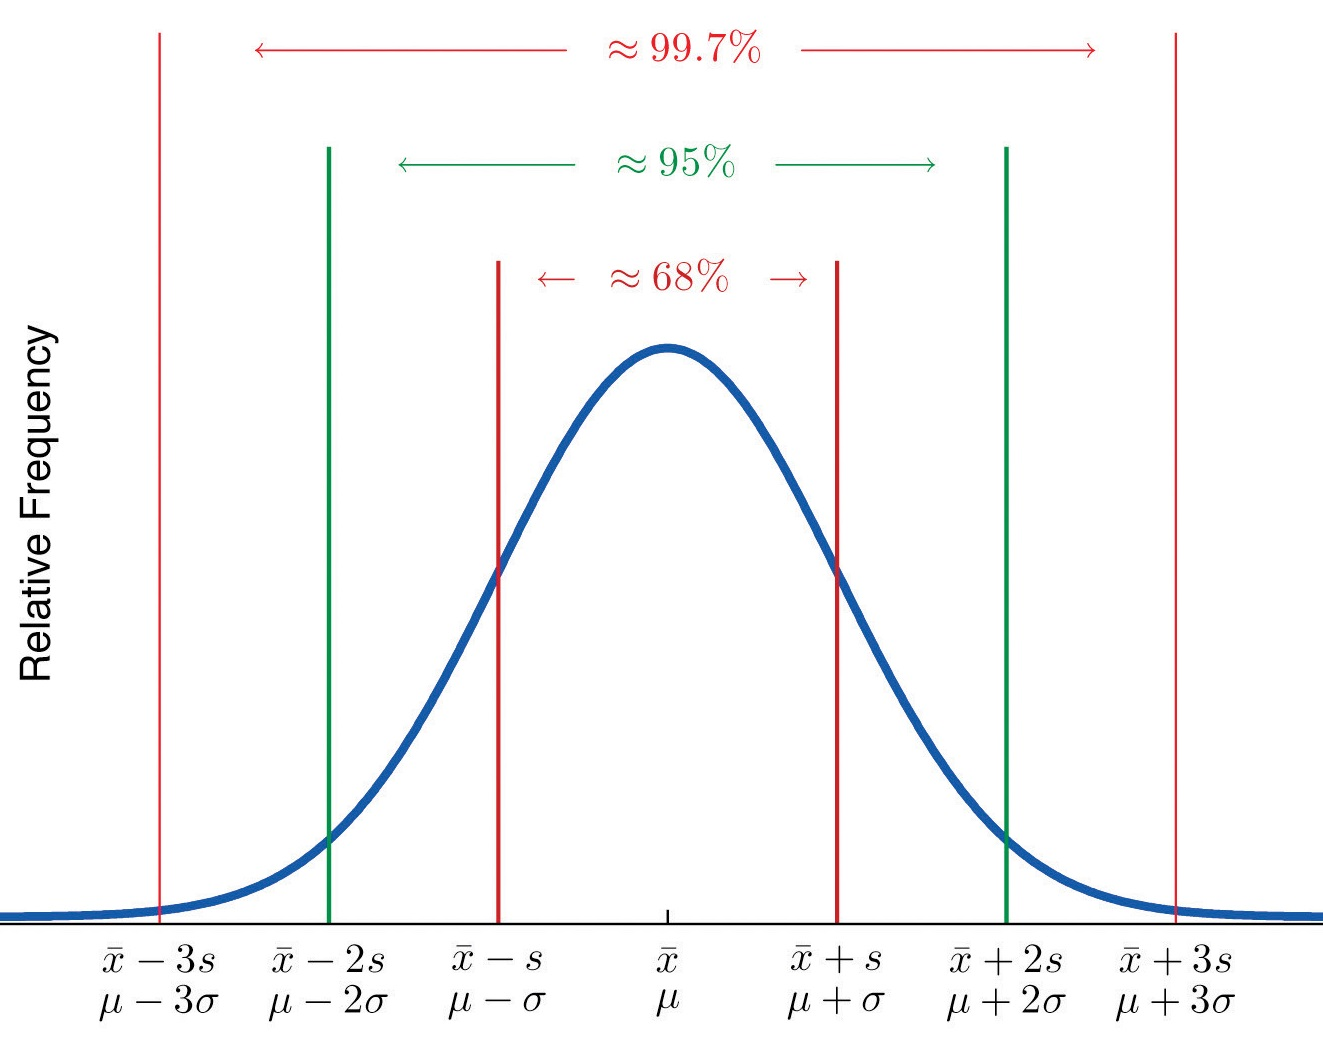 ≈ 99.7%
≈ 95%
≈ 68%
Relative Frequency
x̄ − 3s x̄ − 2s x̄ − s x̄ x̄ + s x̄ + 2s x̄ + 3s
μ − 3σ μ − 2σ μ − σ μ μ + σ μ + 2σ μ + 3σ